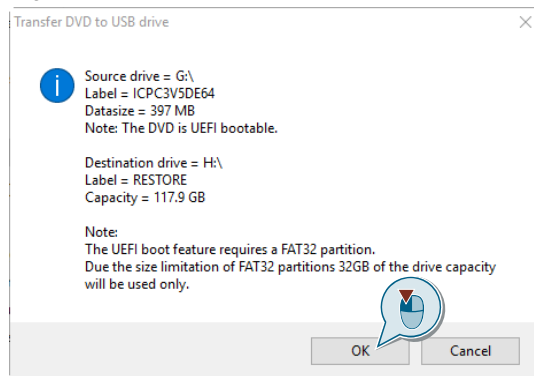 Transfer DVD to USB drive
Source drive = G:\
Label = ICPC3V5DE64
Datasize = 397 MB
Note: The DVD is UEFI bootable.
Destination drive = H:\
Label = RESTORE
Capacity = 117.9 GB
Note:
The UEFI boot feature requires a FAT32 partition.
Due the size limitation of FAT32 partitions 32GB of the drive capacity
will be used only.
OK
Cancel